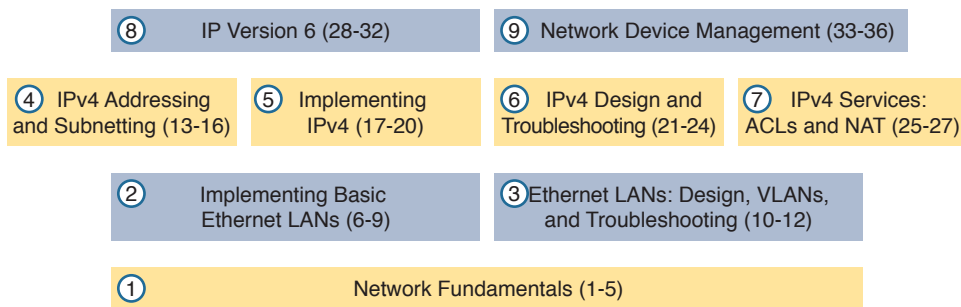 8 IP Version 6 (28-32)
9 Network Device Management (33-36)
4 IPv4 Addressing
and Subnetting (13-16)
5 Implementing
IPv4 (17-20)
6 IPv4 Design and
Troubleshooting (21-24)
7 IPv4 Services:
ACLs and NAT (25-27)
2 Implementing Basic
Ethernet LANs (6-9)
3 Ethernet LANs: Design, VLANs,
and Troubleshooting (10-12)
1 Network Fundamentals (1-5)